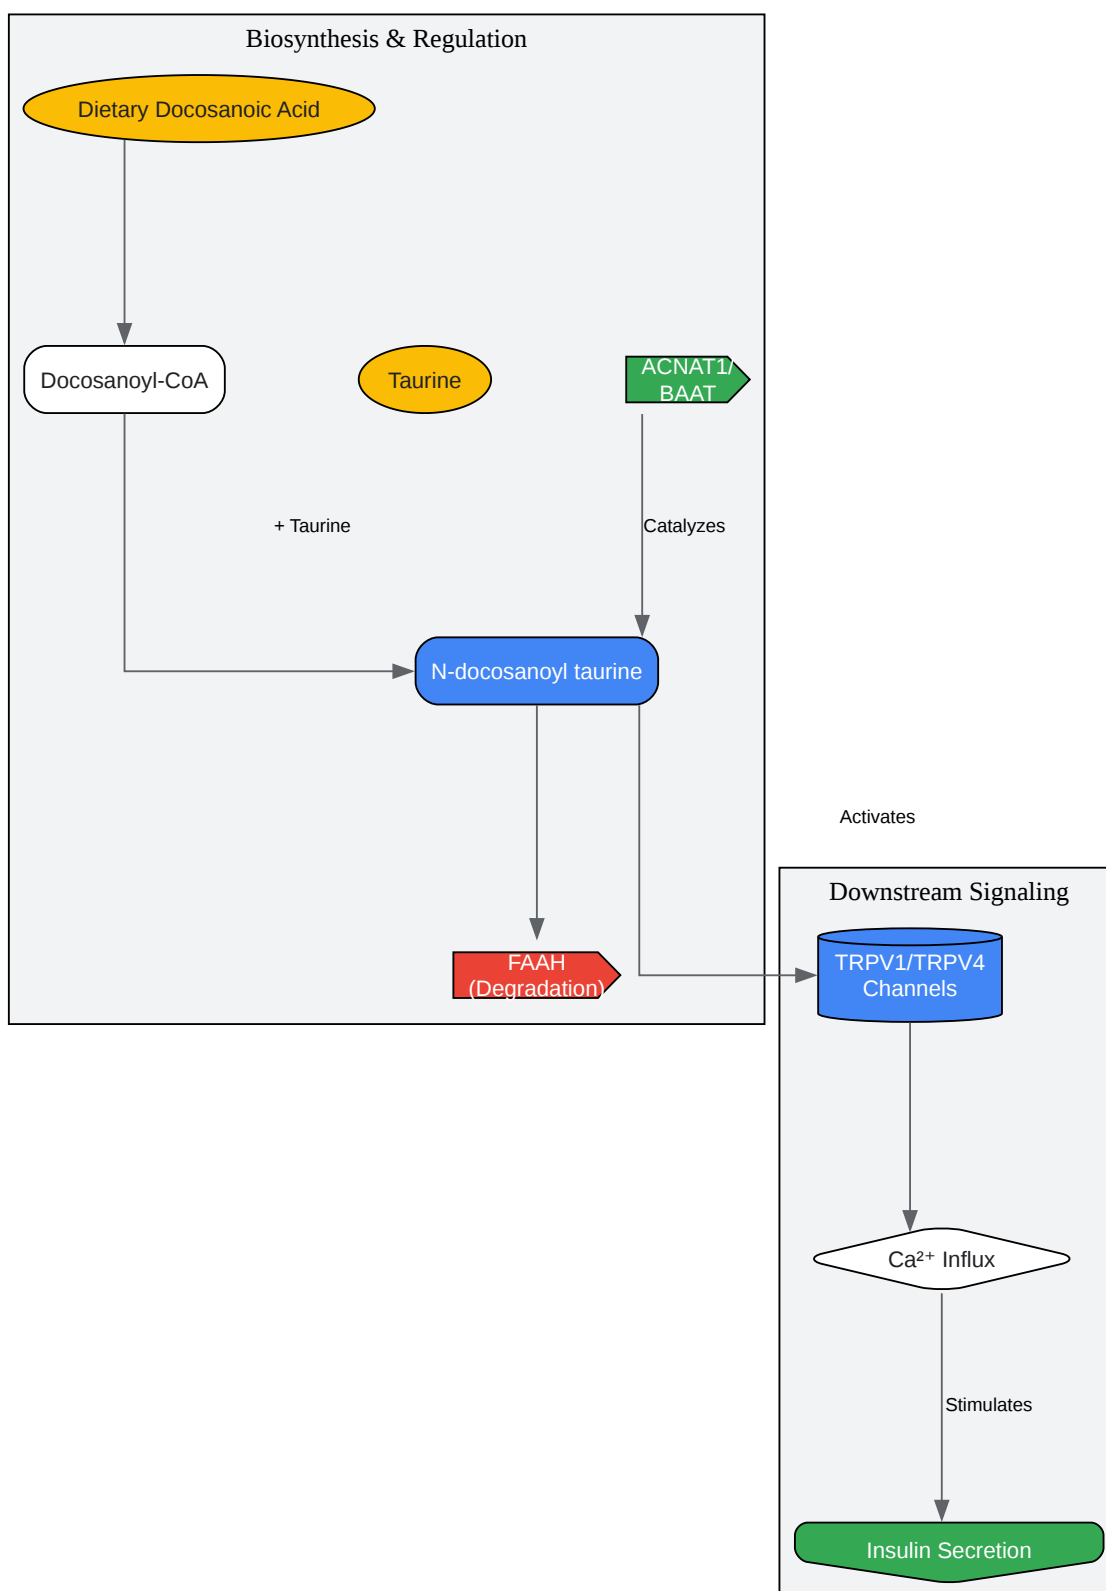 Biosynthesis & Regulation
Dietary Docosanoic Acid
Docosanoyl-CoA
Taurine
ACNAT1/
BAAT
+ Taurine
Catalyzes
N-docosanoyl taurine
Activates
Downstream Signaling
FAAH
(Degradation)
TRPV1/TRPV4
Channels
Ca²⁺ Influx
Stimulates
Insulin Secretion